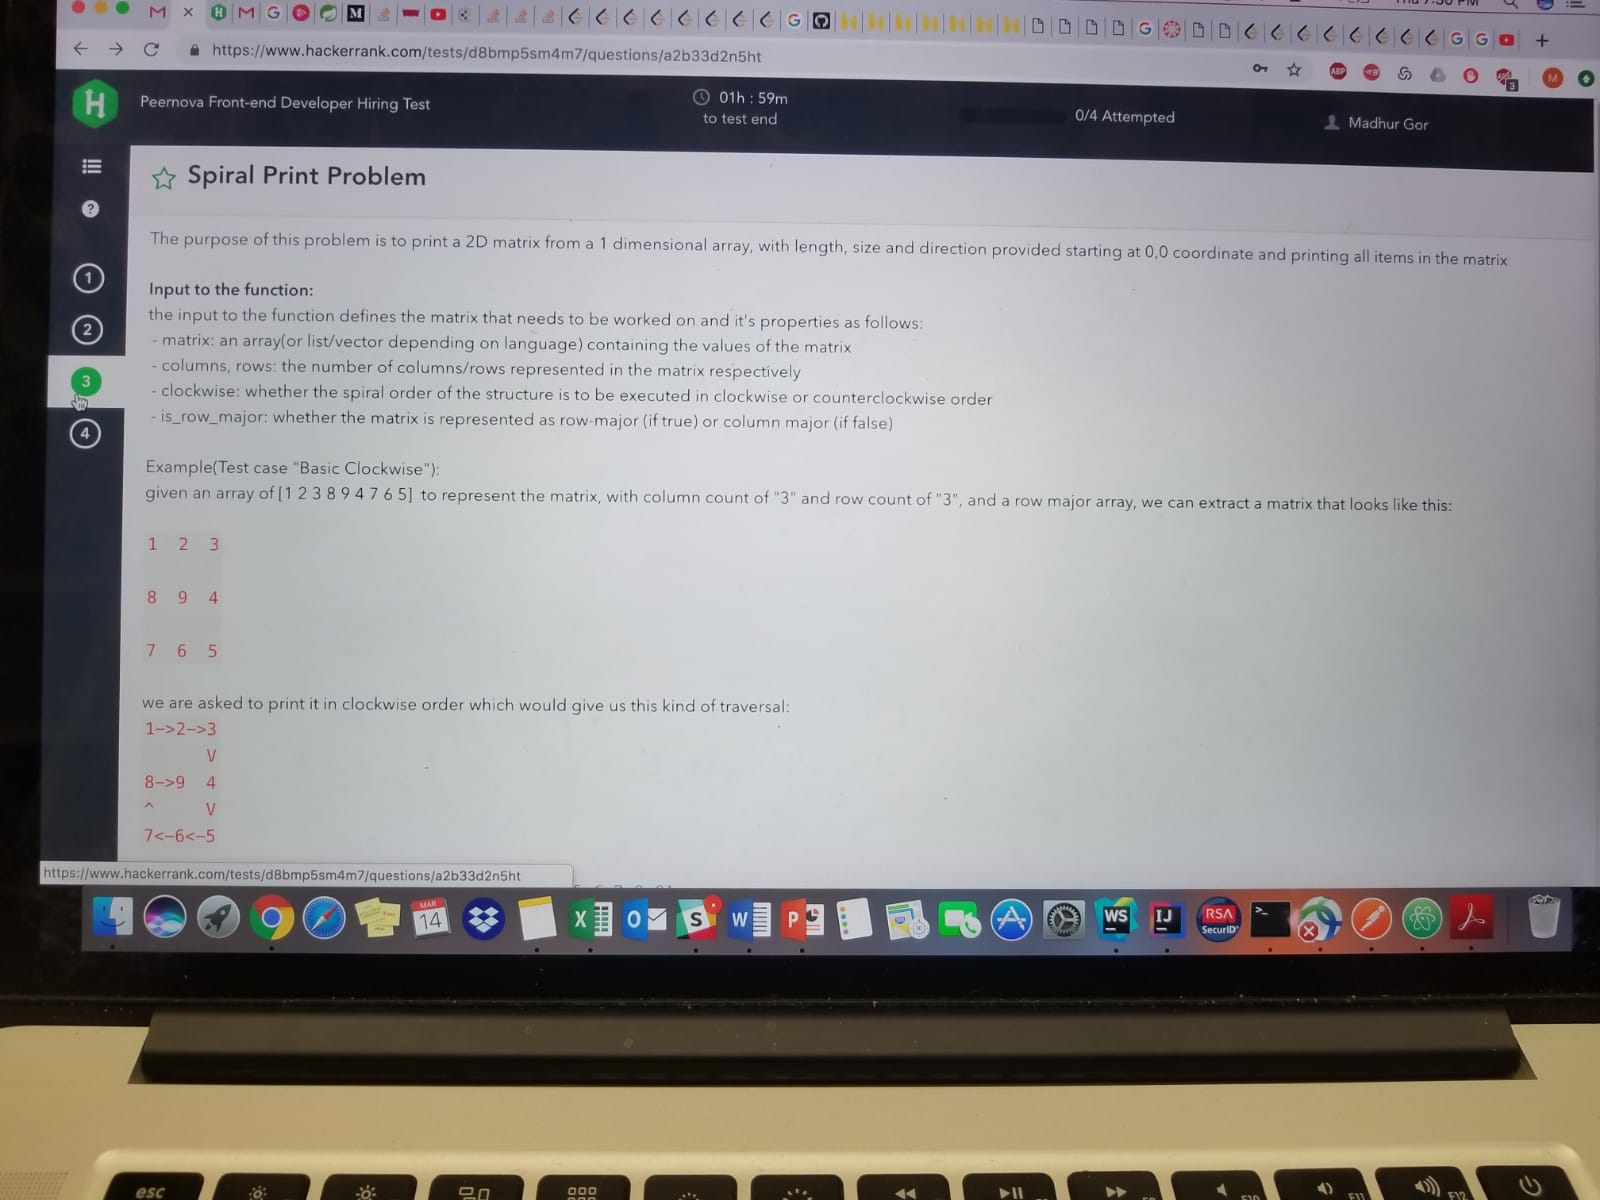 https://www.hackerrank.com/tests/d8bmp5sm4m7/questions/a2b33d2n5ht
Peernova Front-end Developer Hiring Test
01h : 59m
to test end
0/4 Attempted
Madhur Gor
Spiral Print Problem
The purpose of this problem is to print a 2D matrix from a 1 dimensional array, with length, size and direction provided starting at 0,0 coordinate and printing all items in the matrix
Input to the function:
the input to the function defines the matrix that needs to be worked on and it's properties as follows:
- matrix: an array(or list/vector depending on language) containing the values of the matrix
- columns, rows: the number of columns/rows represented in the matrix respectively
- clockwise: whether the spiral order of the structure is to be executed in clockwise or counterclockwise order
- is_row_major: whether the matrix is represented as row-major (if true) or column major (if false)
1
2
3
4
Example(Test case "Basic Clockwise"):
given an array of [1 2 3 8 9 4 7 6 5] to represent the matrix, with column count of "3" and row count of "3", and a row major array, we can extract a matrix that looks like this:
1 2 3
8 9 4
7 6 5
we are asked to print it in clockwise order which would give us this kind of traversal:
1->2->3
V
8->9 4
^ V
7<-6<-5
https://www.hackerrank.com/tests/d8bmp5sm4m7/questions/a2b33d2n5ht
MAR
14
X
O
S
W
P
WS
IJ
RSA
SecurID
esc